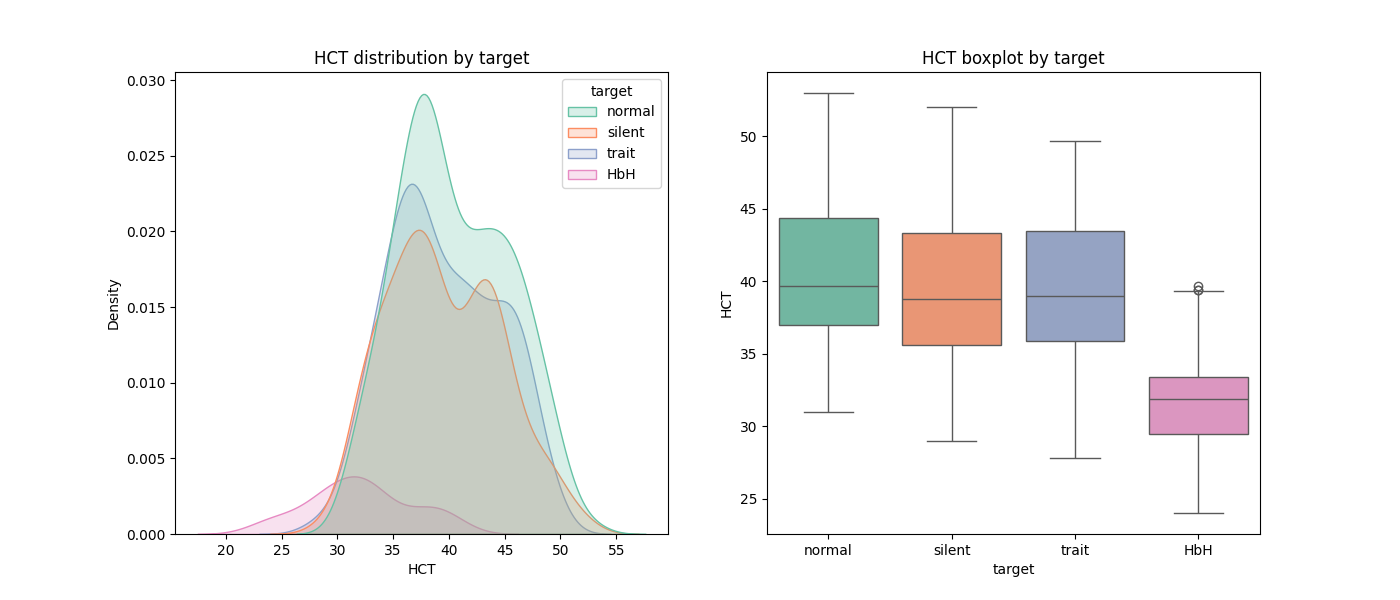 HCT distribution by target
0.030
0.025
0.020
0.015
0.010
0.005
0.000
Density
20 25 30 35 40 45 50 55
HCT
target
normal
silent
trait
HbH
HCT boxplot by target
50
45
40
35
30
25
HCT
normal silent trait HbH
target